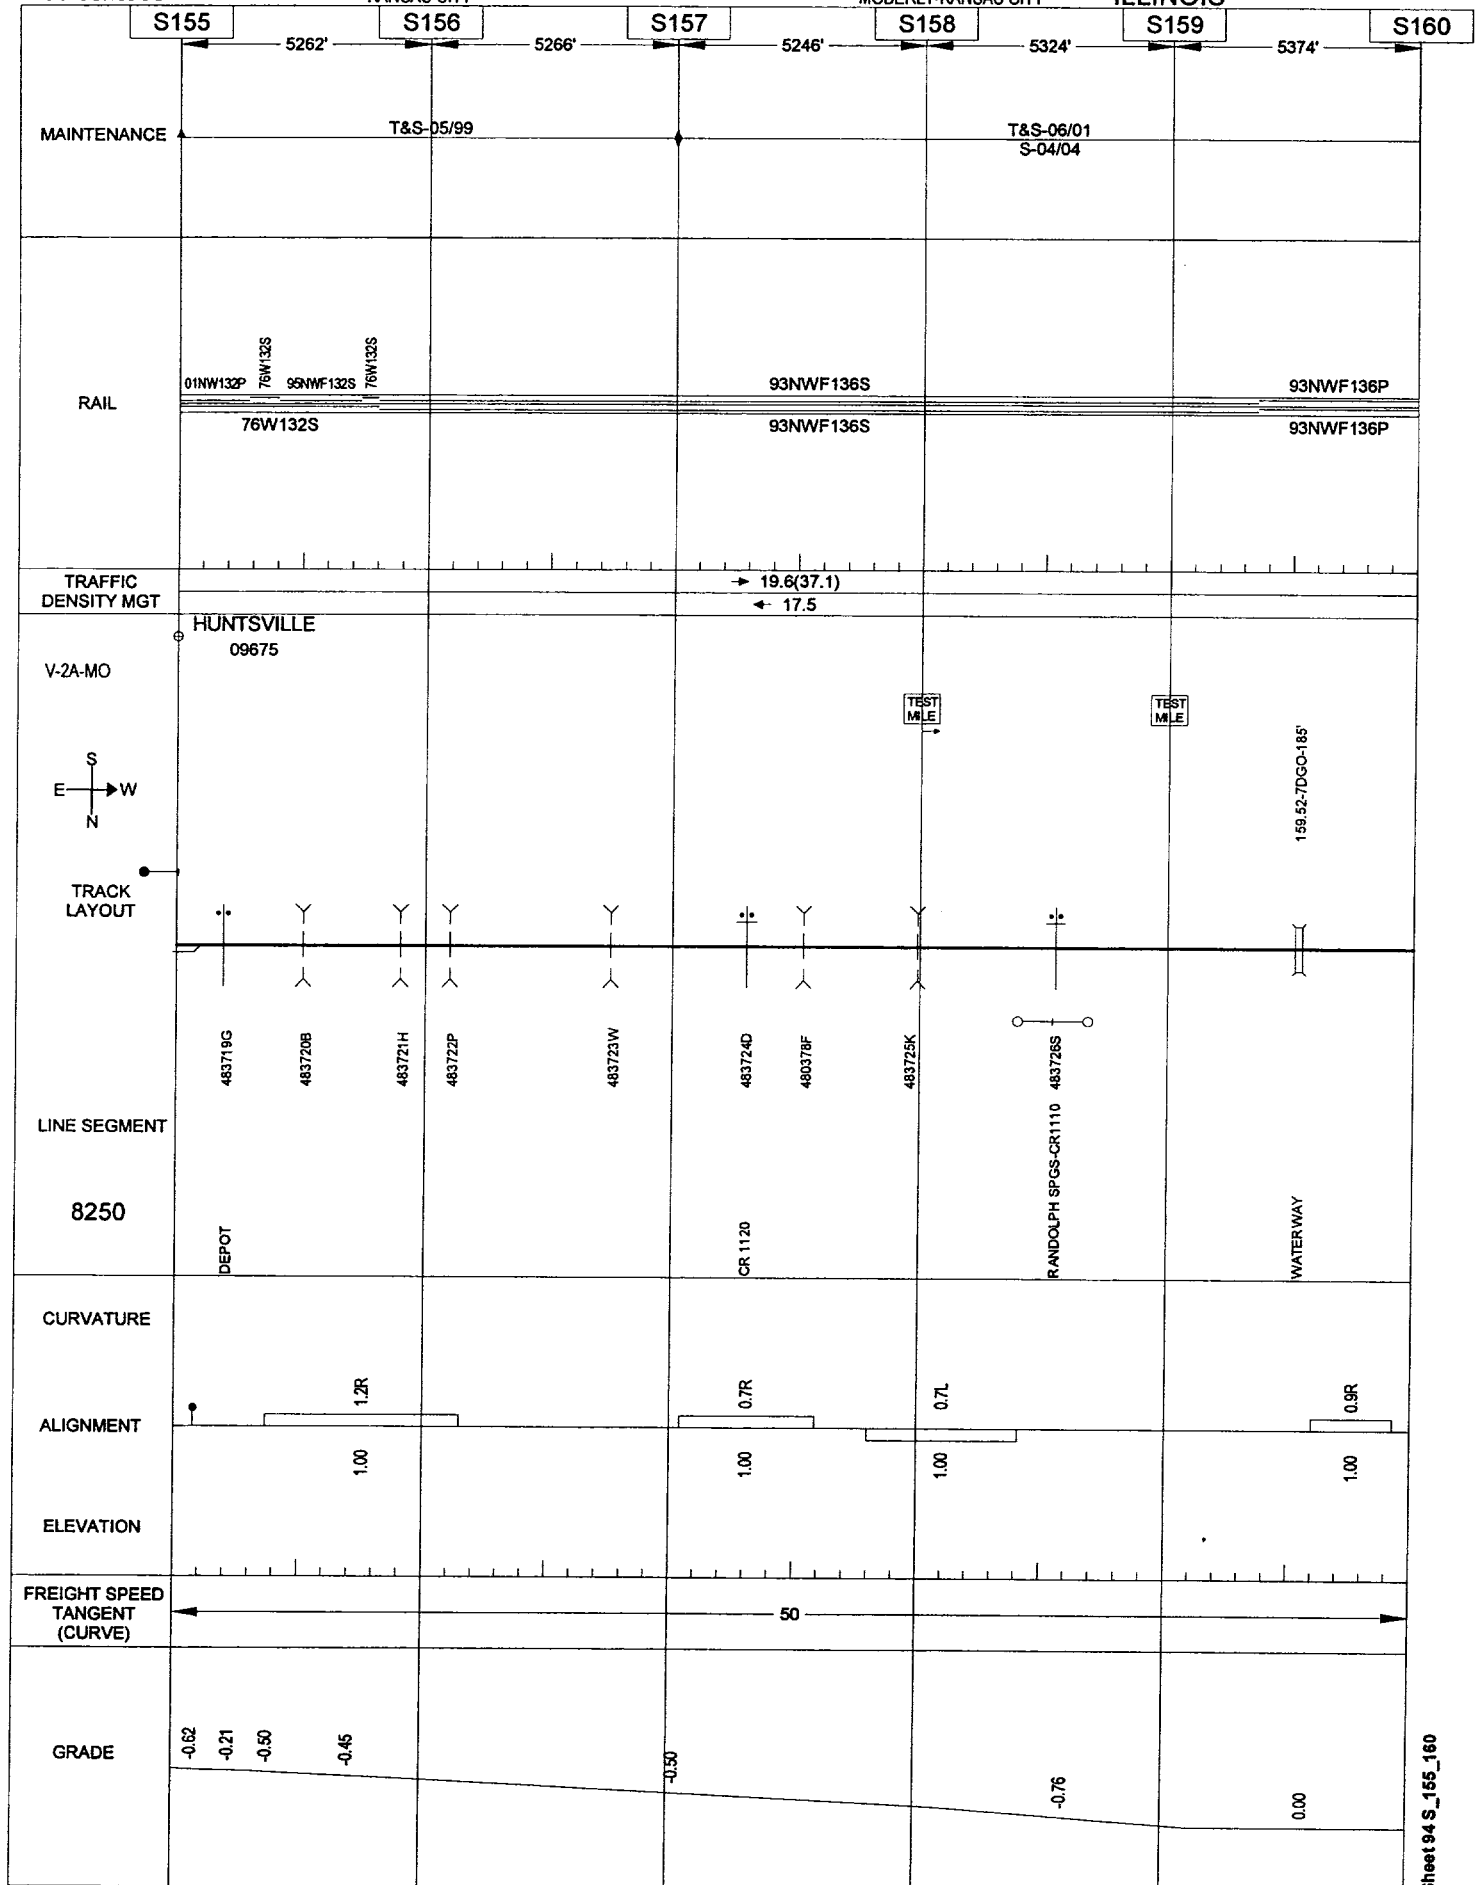 ILLINOIS
S155 S156 S157 S158 S159 S160
5262' 5266' 5246' 5324' 5374'
MAINTENANCE
T&S-05/99
T&S-06/01
S-04/04
RAIL
01NW132P 76W132S 95NWF132S 76W132S 93NWF136S 93NWF136P
76W132S 93NWF136S 93NWF136P
TRAFFIC
DENSITY MGT
19.6(37.1)
17.5
HUNTSVILLE
09675
V-2A-MO
TEST
MILE
TEST
MILE
S
E W
N
159.52-7DGO-185'
TRACK
LAYOUT
483719G 483720B 483721H 483722P 483723W 483724D 480378F 483725K 483726S
LINE SEGMENT
8250
DEPOT
CR 1120
RANDOLPH SPGS-CR1110
WATERWAY
CURVATURE
1.2R 0.7R 0.7L 0.9R
ALIGNMENT
1.00 1.00 1.00 1.00
ELEVATION
FREIGHT SPEED
TANGENT
(CURVE)
50
GRADE
-0.62 -0.21 -0.50 -0.45 -0.50 -0.76 0.00
Sheet 94 S_155_160